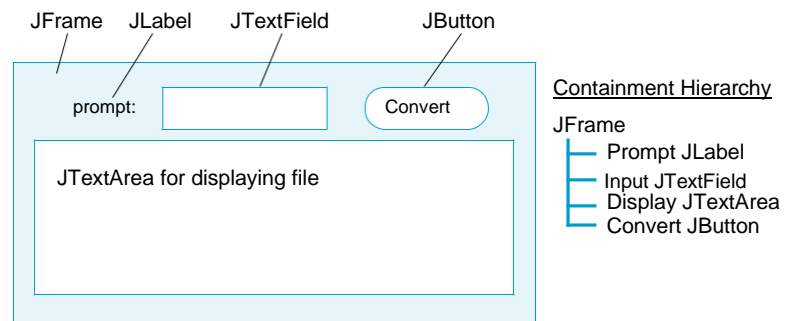 JFrame JLabel JTextField JButton
prompt: Convert
JTextArea for displaying file
Containment Hierarchy
JFrame
Prompt JLabel
Input JTextField
Display JTextArea
Convert JButton